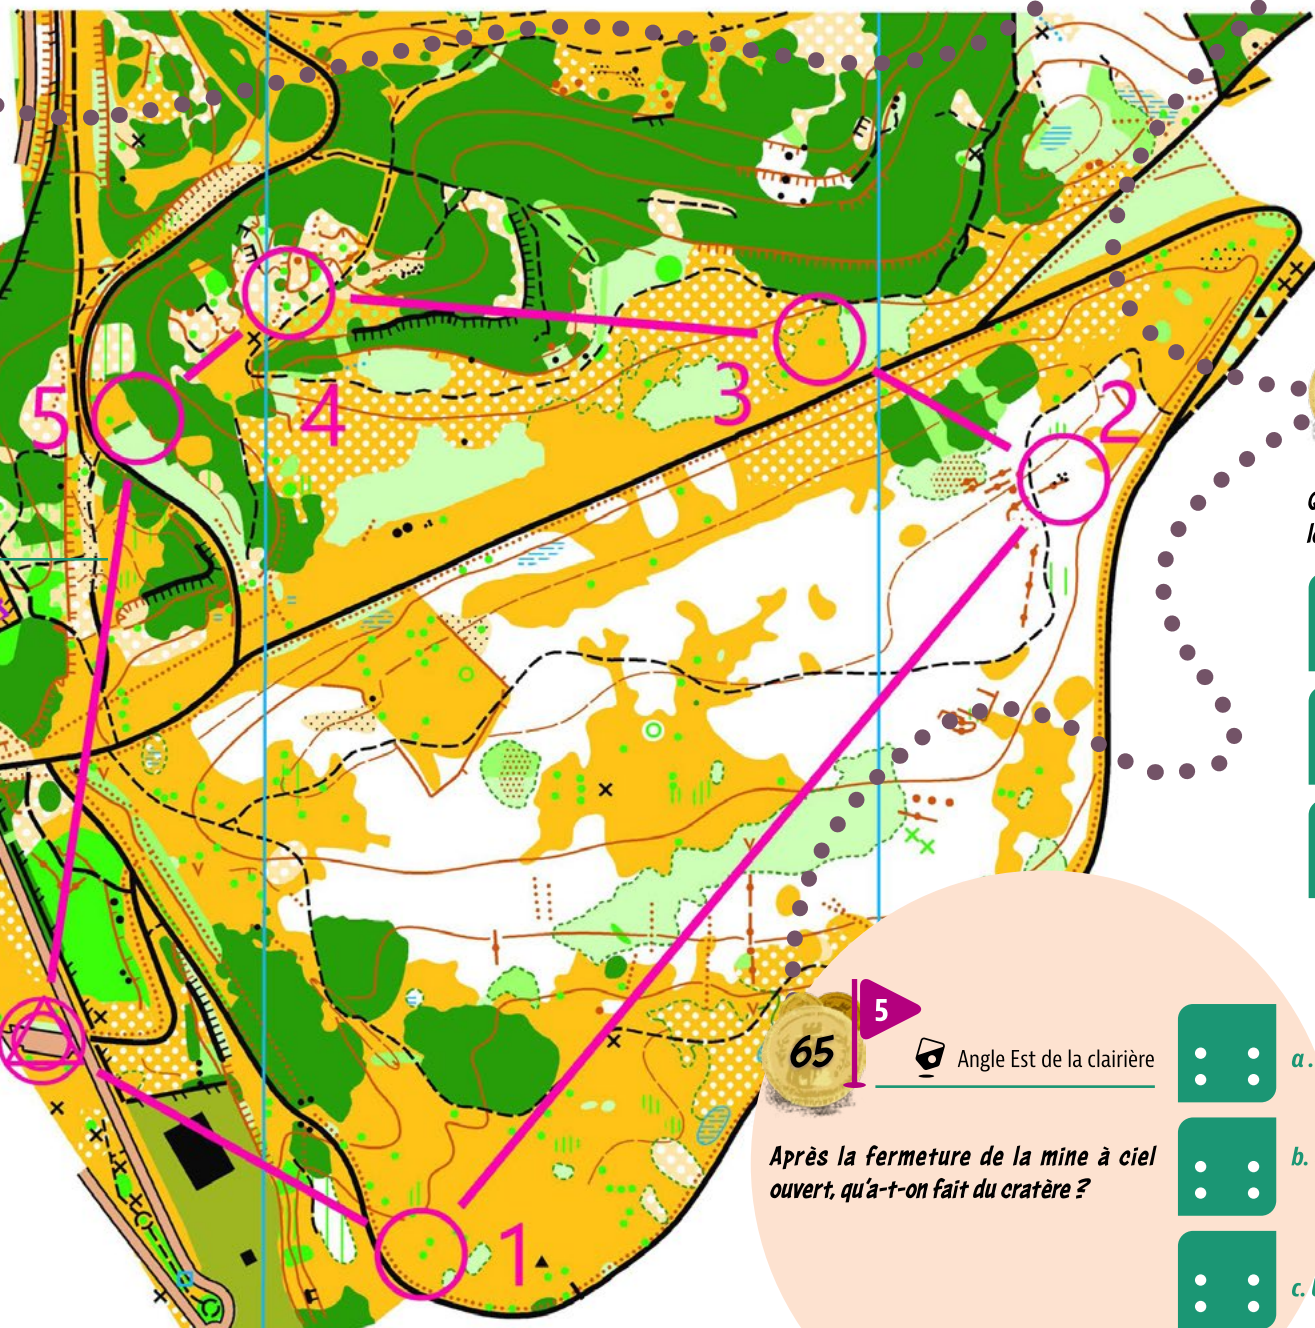 2
3
4
5
1
5
65
Angle Est de la clairière
a.
Après la fermeture de la mine à ciel
ouvert, qu'a-t-on fait du cratère ?
b.
c.